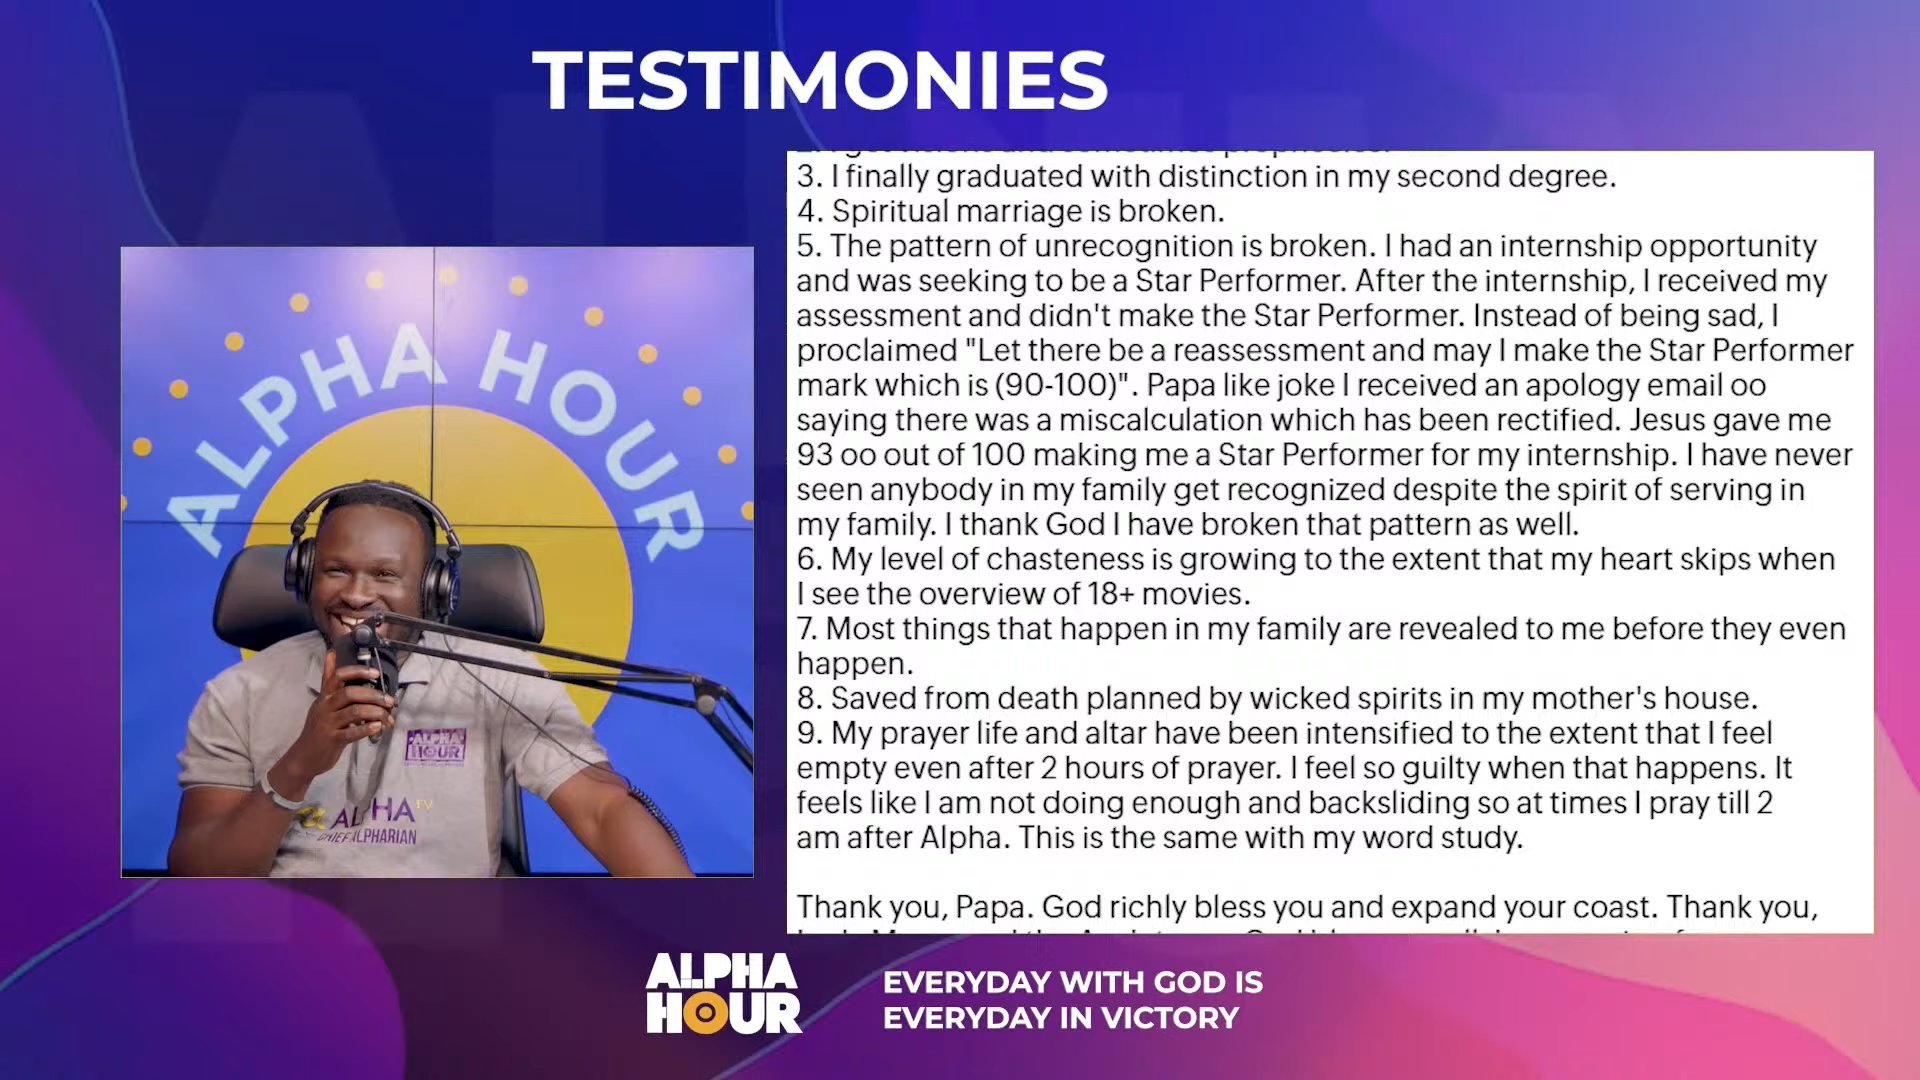 TESTIMONIES
3. I finally graduated with distinction in my second degree.
4. Spiritual marriage is broken.
5. The pattern of unrecognition is broken. I had an internship opportunity
and was seeking to be a Star Performer. After the internship, I received my
assessment and didn't make the Star Performer. Instead of being sad, I
proclaimed "Let there be a reassessment and may I make the Star Performer
mark which is (90-100)". Papa like joke I received an apology email oo
saying there was a miscalculation which has been rectified. Jesus gave me
93 oo out of 100 making me a Star Performer for my internship. I have never
seen anybody in my family get recognized despite the spirit of serving in
my family. I thank God I have broken that pattern as well.
6. My level of chasteness is growing to the extent that my heart skips when
I see the overview of 18+ movies.
7. Most things that happen in my family are revealed to me before they even
happen.
8. Saved from death planned by wicked spirits in my mother's house.
9. My prayer life and altar have been intensified to the extent that I feel
empty even after 2 hours of prayer. I feel so guilty when that happens. It
feels like I am not doing enough and backsliding so at times I pray till 2
am after Alpha. This is the same with my word study.
Thank you, Papa. God richly bless you and expand your coast. Thank you,
ALPHA HOUR
ALPHA
HOUR
ALPHA TV
CHIEF ALPHARIAN
ALPHA
HOUR
EVERYDAY WITH GOD IS
EVERYDAY IN VICTORY